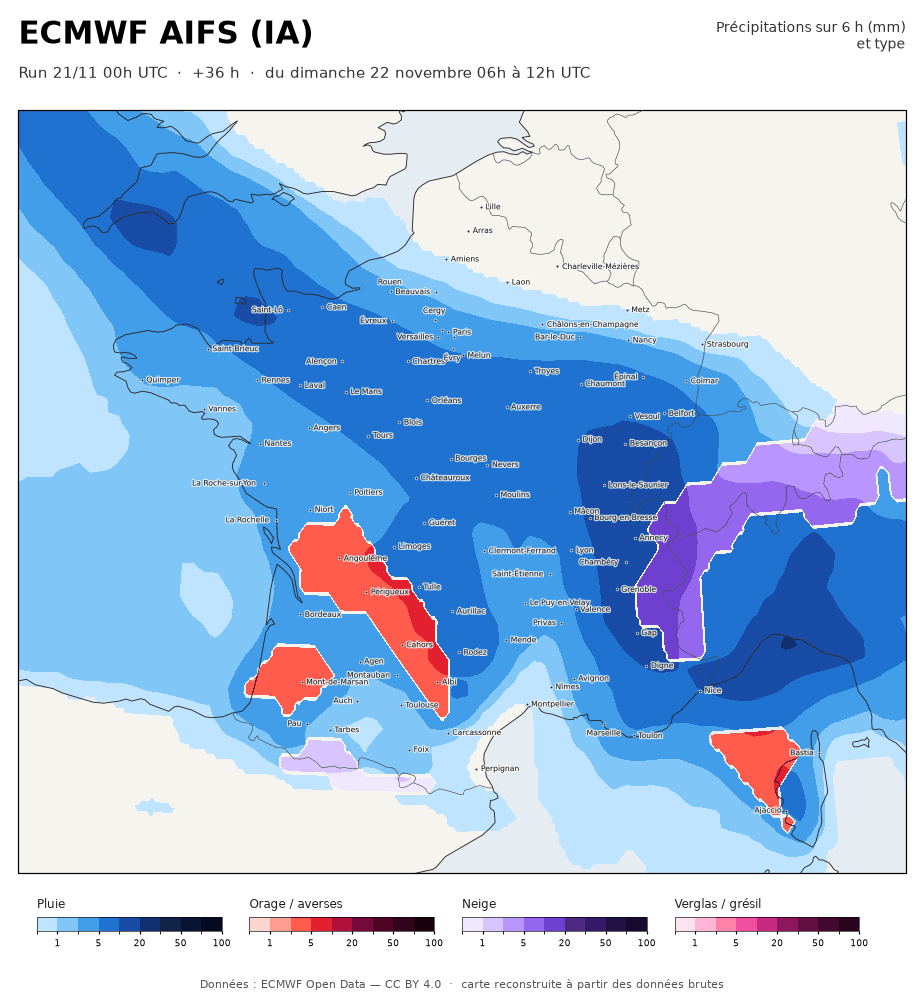 ECMWF AIFS (IA)
Précipitations sur 6 h (mm)
et type
Run 21/11 00h UTC · +36 h · du dimanche 22 novembre 06h à 12h UTC
Lille
Arras
Amiens
Charleville-Mézières
Rouen
Laon
Beauvais
Saint-Lô
Caen
Cergy
Metz
Évreux
Châlons-en-Champagne
Versailles
Paris
Bar-le-Duc
Nancy
Strasbourg
Saint-Brieuc
Alençon
Chartres
Évry
Melun
Quimper
Rennes
Laval
Le Mans
Troyes
Chaumont
Épinal
Colmar
Vannes
Orléans
Auxerre
Vesoul
Belfort
Angers
Blois
Tours
Nantes
Dijon
Besançon
Bourges
Nevers
La Roche-sur-Yon
Châteauroux
Lons-le-Saunier
Poitiers
Moulins
Niort
Mâcon
Bourg-en-Bresse
La Rochelle
Guéret
Annecy
Limoges
Clermont-Ferrand
Lyon
Angoulême
Chambéry
Saint-Étienne
Périgueux
Tulle
Grenoble
Bordeaux
Aurillac
Le Puy-en-Velay
Valence
Privas
Gap
Cahors
Rodez
Mende
Agen
Digne
Montauban
Mont-de-Marsan
Albi
Avignon
Nîmes
Nice
Auch
Toulouse
Montpellier
Pau
Tarbes
Carcassonne
Marseille
Toulon
Foix
Bastia
Perpignan
Ajaccio
Pluie
Orage / averses
Neige
Verglas / grésil
1 5 20 50 100
1 5 20 50 100
1 5 20 50 100
1 5 20 50 100
Données : ECMWF Open Data — CC BY 4.0 · carte reconstruite à partir des données brutes